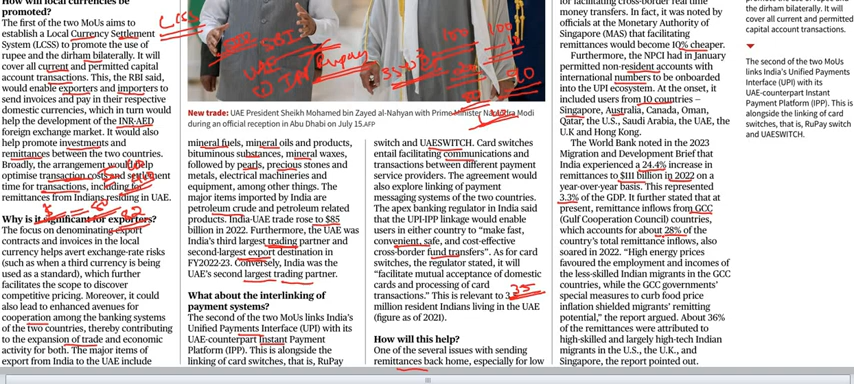 How will local currencies be
promoted?
The first of the two MoUs aims to
establish a Local Currency Settlement
System (LCSS) to promote the use of
rupee and the dirham bilaterally. It will
cover all current and permitted capital
account transactions. This, the RBI said,
would enable exporters and importers to
send invoices and pay in their respective
domestic currencies, which in turn would
help the development of the INR-AED
foreign exchange market. It would also
help promote investments and
remittances between the two countries.
Broadly, the arrangement would help
optimise transaction costs and settlement
time for transactions, including for
remittances from Indians residing in UAE.
Why is it significant for exporters?
The focus on denominating export
contracts and invoices in the local
currency helps avert exchange-rate risks
(such as when a third currency is being
used as a standard), which further
facilitates the scope to discover
competitive pricing. Moreover, it could
also lead to enhanced avenues for
cooperation among the banking systems
of the two countries, thereby contributing
to the expansion of trade and economic
activity for both. The major items of
export from India to the UAE include
LCSS
SBI
UAE
Rupay
New trade: UAE President Sheikh Mohamed bin Zayed al-Nahyan with Prime Minister Narendra Modi
during an official reception in Abu Dhabi on July 15. AFP
mineral fuels, mineral oils and products,
bituminous substances, mineral waxes,
followed by pearls, precious stones and
metals, electrical machineries and
equipment, among other things. The
major items imported by India are
petroleum crude and petroleum related
products. India-UAE trade rose to $85
billion in 2022. Furthermore, the UAE was
India's third largest trading partner and
second-largest export destination in
FY2022-23. Conversely, India was the
UAE's second largest trading partner.
What about the interlinking of
payment systems?
The second of the two MoUs links India's
Unified Payments Interface (UPI) with its
UAE-counterpart Instant Payment
Platform (IPP). This is alongside the
linking of card switches, that is, RuPay
switch and UAESWITCH. Card switches
entail facilitating communications and
transactions between different payment
service providers. The agreement would
also explore linking of payment
messaging systems of the two countries.
The apex banking regulator in India said
that the UPI-IPP linkage would enable
users in either country to "make fast,
convenient, safe, and cost-effective
cross-border fund transfers". As for card
switches, the regulator stated, it will
"facilitate mutual acceptance of domestic
cards and processing of card
transactions." This is relevant to
35
million resident Indians living in the UAE
(figure as of 2021).
How will this help?
One of the several issues with sending
remittances back home, especially for low
for facilitating cross-border real time
money transfers. In fact, it was noted by
officials at the Monetary Authority of
Singapore (MAS) that facilitating
remittances would become 10% cheaper.
Furthermore, the NPCI had in January
permitted non-resident accounts with
international numbers to be onboarded
into the UPI ecosystem. At the onset, it
included users from 10 countries –
Singapore, Australia, Canada, Oman,
Qatar, the U.S., Saudi Arabia, the UAE, the
U.K and Hong Kong.
The World Bank noted in the 2023
Migration and Development Brief that
India experienced a 24.4% increase in
remittances to $111 billion in 2022 on a
year-over-year basis. This represented
3.3% of the GDP. It further stated that at
present, remittance inflows from GCC
(Gulf Cooperation Council) countries,
which accounts for about 28% of the
country's total remittance inflows, also
soared in 2022. "High energy prices
favoured the employment and incomes of
the less-skilled Indian migrants in the GCC
countries, while the GCC governments'
special measures to curb food price
inflation shielded migrants' remitting
potential," the report argued. About 36%
of the remittances were attributed to
high-skilled and largely high-tech Indian
migrants in the U.S., the U.K., and
Singapore, the report pointed out.
promote the use of rupee and
the dirham bilaterally. It will
cover all current and permitted
capital account transactions.
The second of the two MoUs
links India's Unified Payments
Interface (UPI) with its
UAE-counterpart Instant
Payment Platform (IPP). This is
alongside the linking of card
switches, that is, RuPay switch
and UAESWITCH.